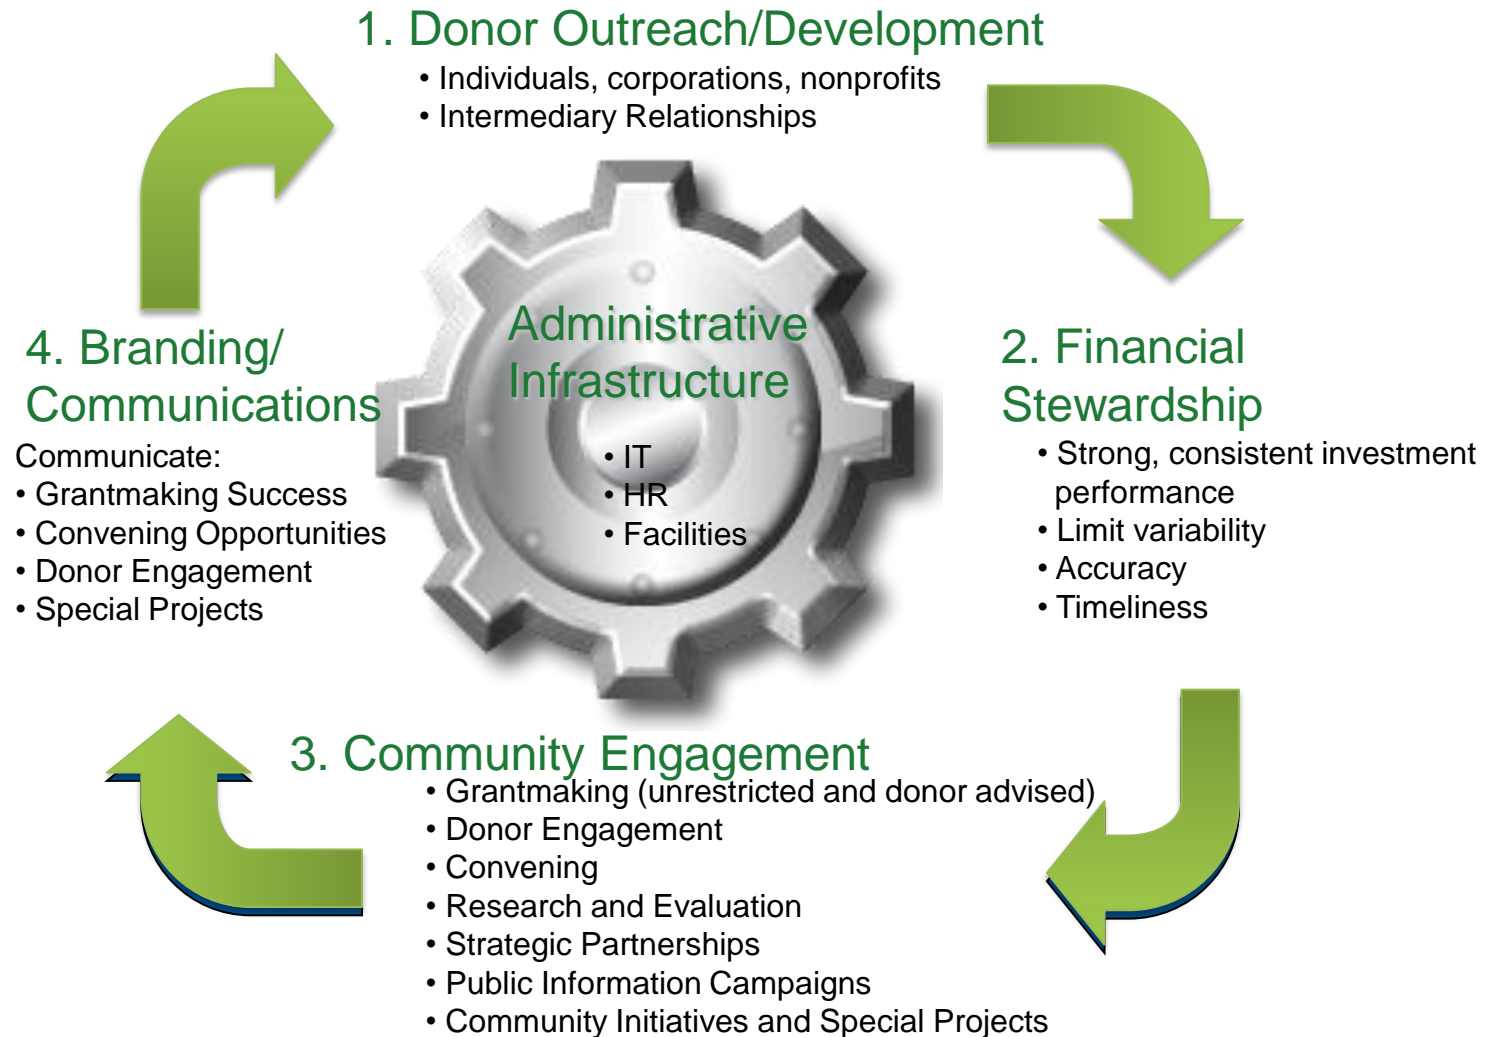 1. Donor Outreach/Development
• Individuals, corporations, nonprofits
• Intermediary Relationships
Administrative
Infrastructure
• IT
• HR
• Facilities
2. Financial
Stewardship
• Strong, consistent investment
performance
• Limit variability
• Accuracy
• Timeliness
3. Community Engagement
• Grantmaking (unrestricted and donor advised)
• Donor Engagement
• Convening
• Research and Evaluation
• Strategic Partnerships
• Public Information Campaigns
• Community Initiatives and Special Projects
4. Branding/
Communications
Communicate:
• Grantmaking Success
• Convening Opportunities
• Donor Engagement
• Special Projects